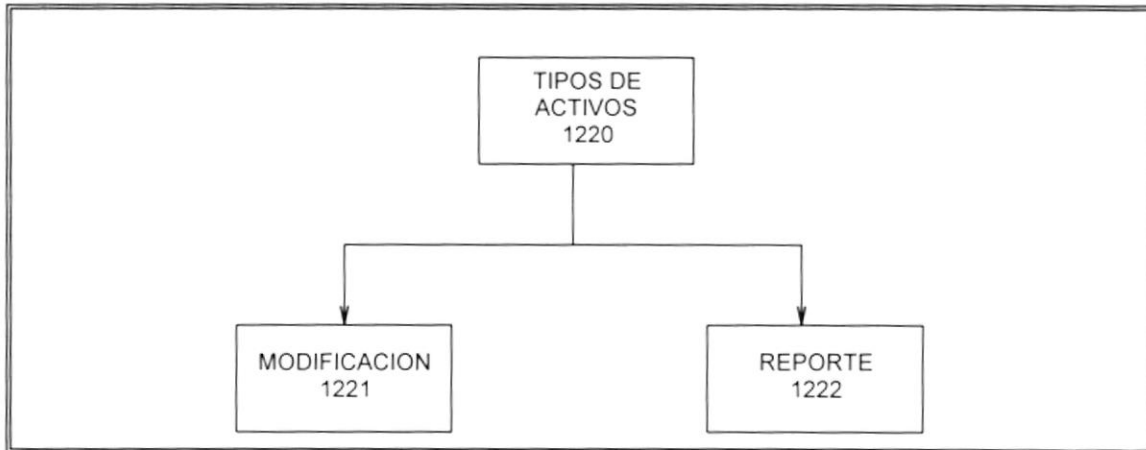 TIPOS DE
ACTIVOS
1220
MODIFICACION
1221
REPORTE
1222